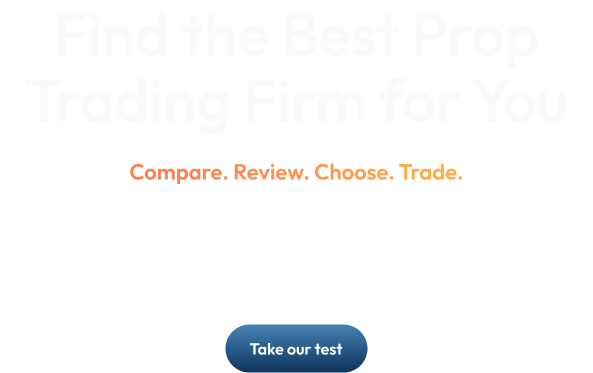 Find the Best Prop
Trading Firm for You
Compare. Review. Choose. Trade.
Take our test